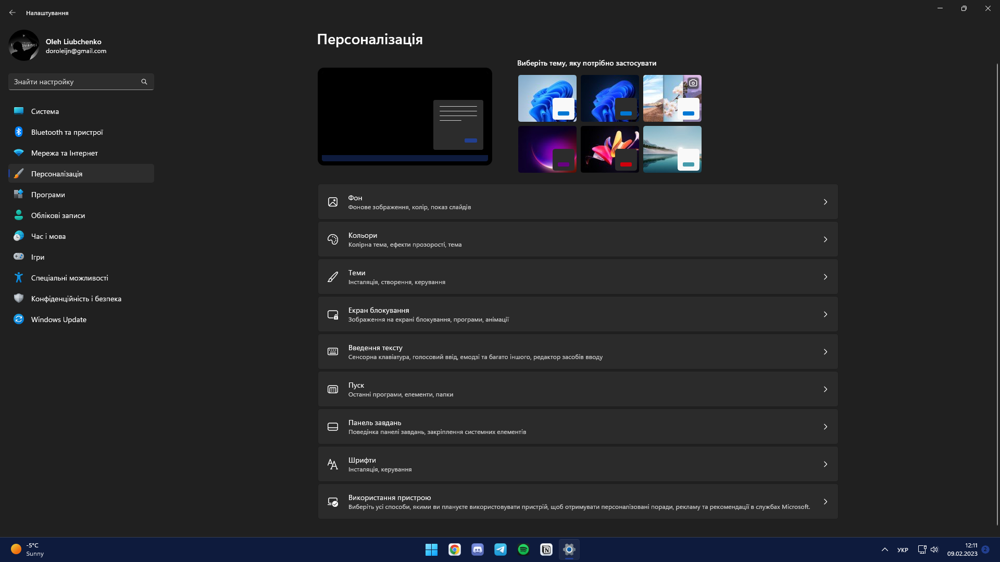 Налаштування
Oleh Liubchenko
doroleijn@gmail.com
Знайти настройку
Система
Bluetooth та пристрої
Мережа та Інтернет
Персоналізація
Програми
Облікові записи
Час і мова
Ігри
Спеціальні можливості
Конфіденційність і безпека
Windows Update
Персоналізація
Виберіть тему, яку потрібно застосувати
Фон
Фонове зображення, колір, показ слайдів
Кольори
Колірна тема, ефекти прозорості, тема
Теми
Інсталяція, створення, керування
Екран блокування
Зображення на екрані блокування, програми, анімації
Введення тексту
Сенсорна клавіатура, голосовий ввід, емодзі та багато іншого, редактор засобів вводу
Пуск
Останні програми, елементи, папки
Панель завдань
Поведінка панелі завдань, закріплення системних елементів
Шрифти
Інсталяція, керування
Використання пристрою
Виберіть усі способи, якими ви плануєте використовувати пристрій, щоб отримувати персоналізовані поради, рекламу та рекомендації в службах Microsoft.
-5°C
Sunny
УКР
12:11
09.02.2023
2